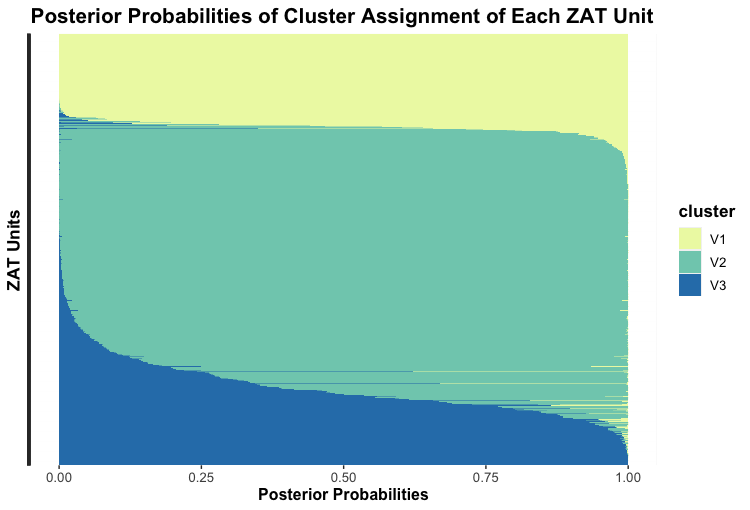 Posterior Probabilities of Cluster Assignment of Each ZAT Unit
ZAT Units
cluster
V1
V2
V3
0.00 0.25 0.50 0.75 1.00
Posterior Probabilities